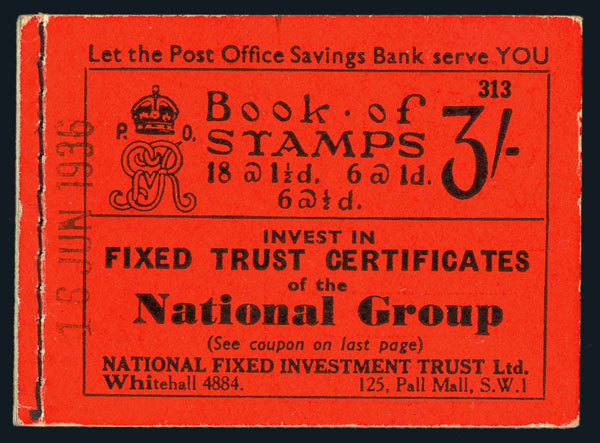 Let the Post Office Savings Bank serve YOU
313
P. O.
Book · of
STAMPS
3/-
18 @ 1½d. 6 @ 1d.
6 @ ½d.
INVEST IN
FIXED TRUST CERTIFICATES
of the
National Group
(See coupon on last page)
NATIONAL FIXED INVESTMENT TRUST Ltd.
Whitehall 4884. 125, Pall Mall, S.W.1
16 JUN 1936